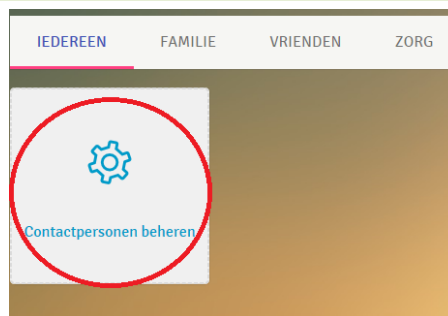 IEDEREEN FAMILIE VRIENDEN ZORG
Contactpersonen beheren